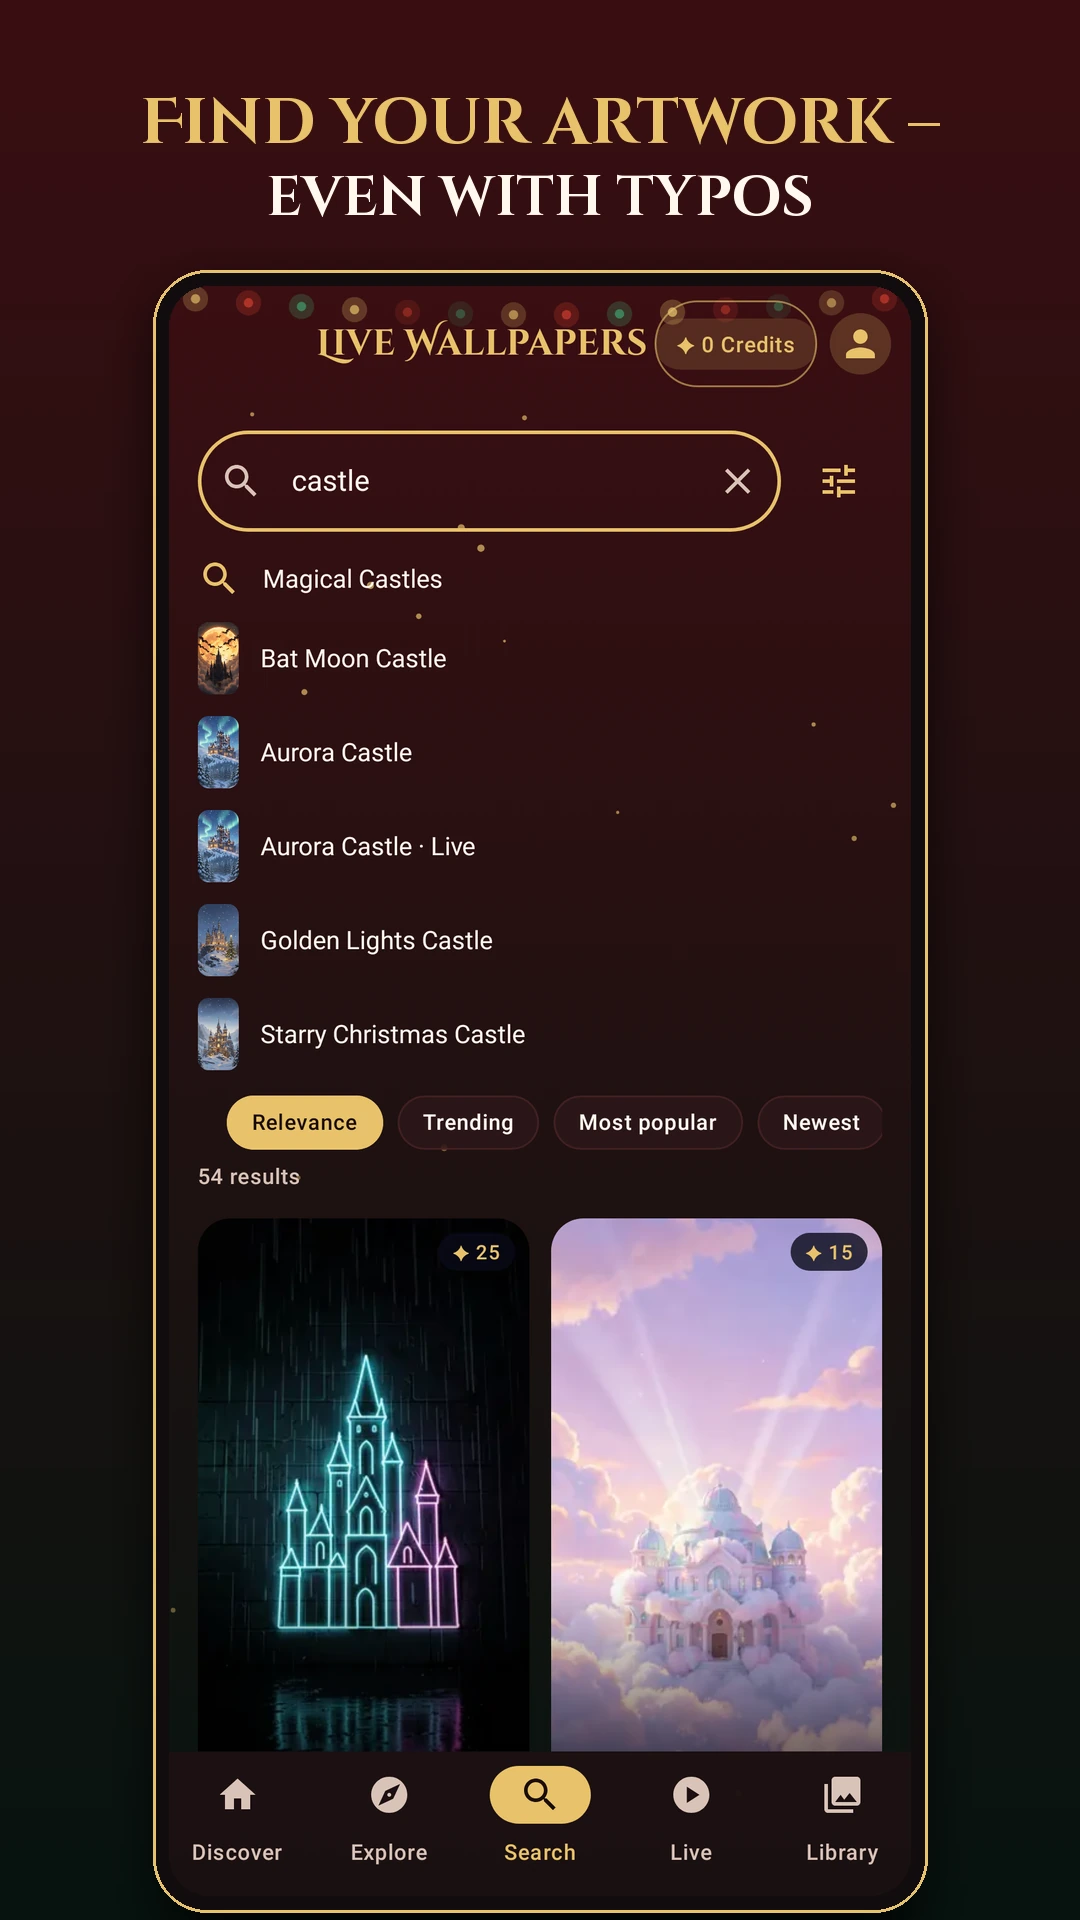 FIND YOUR ARTWORK –
EVEN WITH TYPOS
LIVE WALLPAPERS
0 Credits
castle
Magical Castles
Bat Moon Castle
Aurora Castle
Aurora Castle · Live
Golden Lights Castle
Starry Christmas Castle
Relevance Trending Most popular Newest
54 results
25 15
Discover Explore Search Live Library